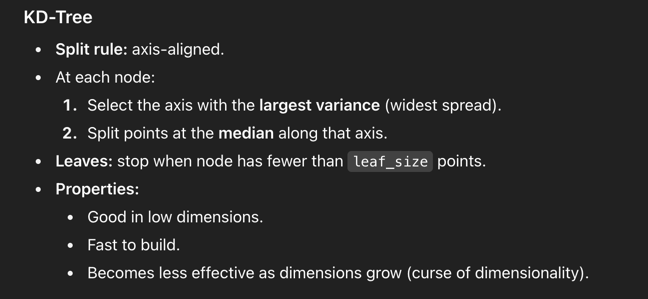 KD-Tree
• Split rule: axis-aligned.
• At each node:
1. Select the axis with the largest variance (widest spread).
2. Split points at the median along that axis.
• Leaves: stop when node has fewer than leaf_size points.
• Properties:
• Good in low dimensions.
• Fast to build.
• Becomes less effective as dimensions grow (curse of dimensionality).